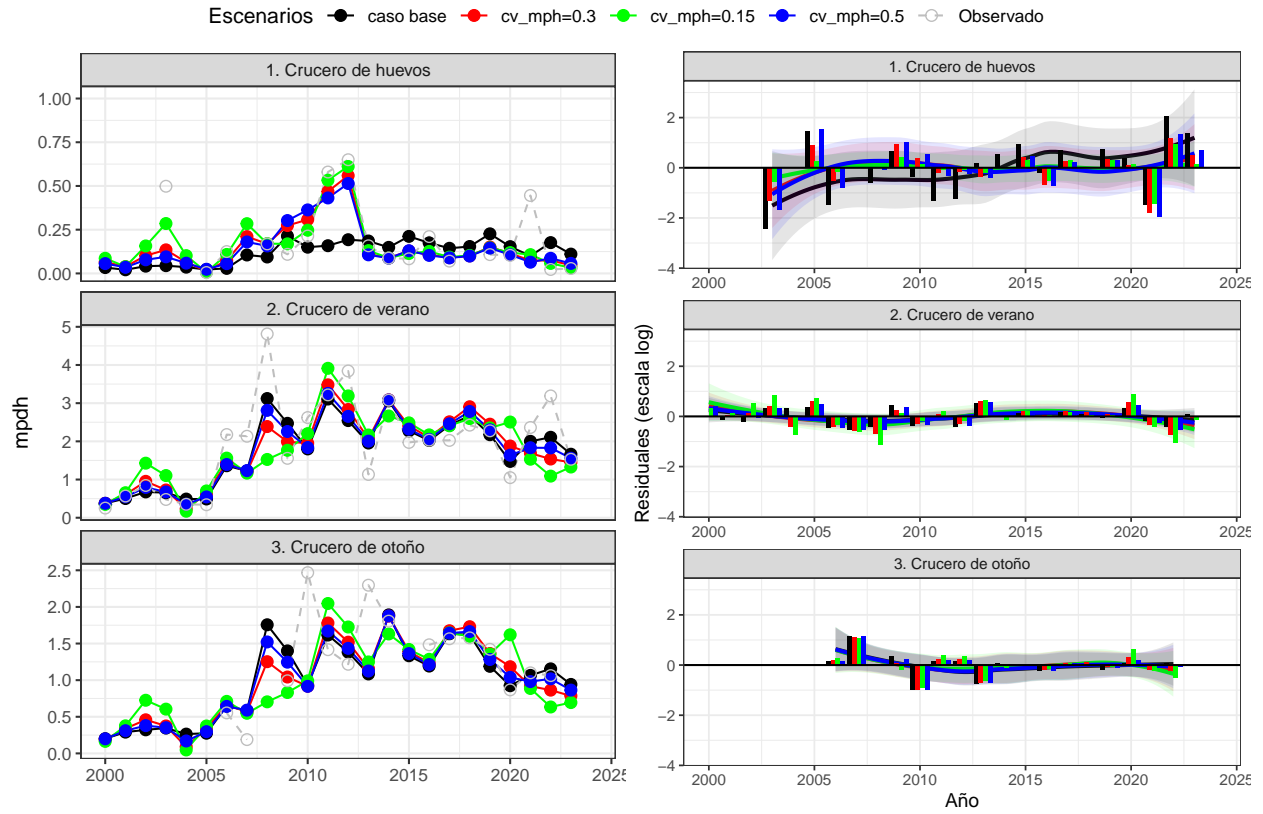 Escenarios caso base cv_mph=0.3 cv_mph=0.15 cv_mph=0.5 Observado
1. Crucero de huevos
1.00
0.75
0.50
0.25
0.00
2. Crucero de verano
5
4
3
2
1
0
3. Crucero de otoño
2.5
2.0
1.5
1.0
0.5
0.0
2000 2005 2010 2015 2020 2025
mpdh
1. Crucero de huevos
2
0
−2
−4
2000 2005 2010 2015 2020 2025
2. Crucero de verano
2
0
−2
−4
2000 2005 2010 2015 2020 2025
3. Crucero de otoño
2
0
−2
−4
2000 2005 2010 2015 2020 2025
Residuales (escala log)
Año